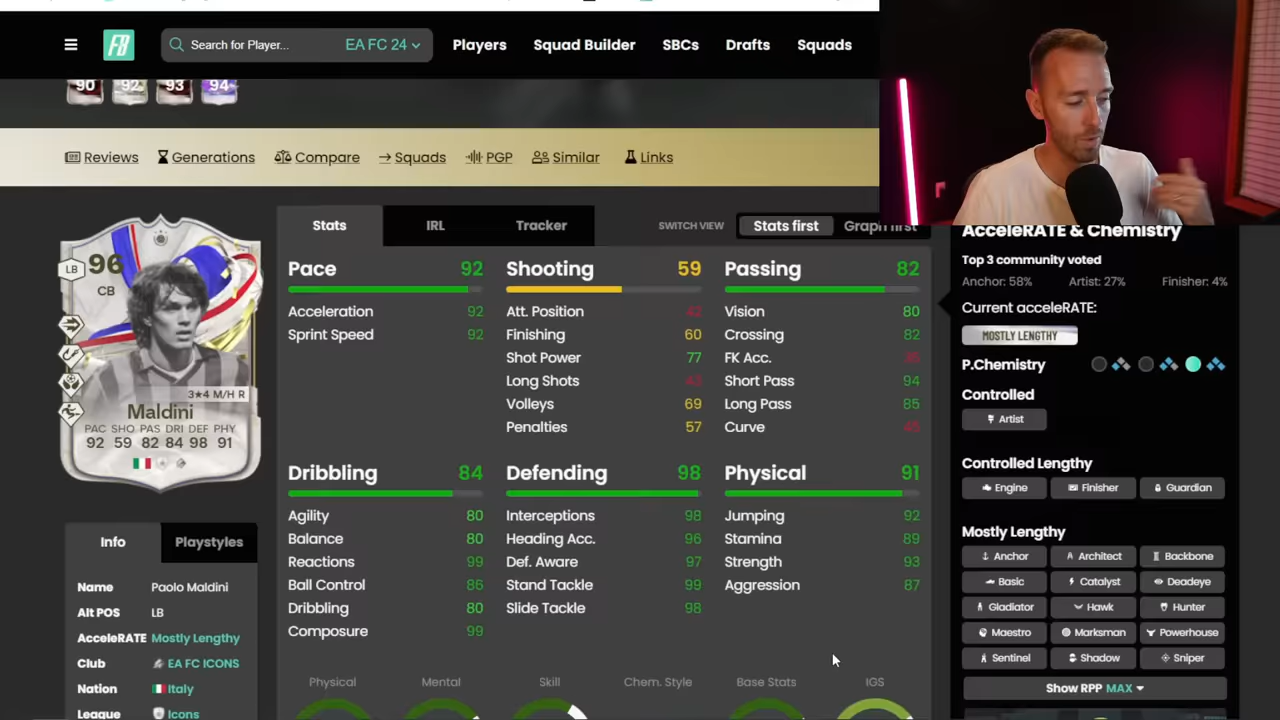 FB
Search for Player...
EA FC 24
Players
Squad Builder
SBCs
Drafts
Squads
90 92 93 94
Reviews
Generations
Compare
Squads
PGP
Similar
Links
LB
96
CB
3★4 M/H R
Maldini
PAC SHO PAS DRI DEF PHY
92 59 82 84 98 91
Stats
IRL
Tracker
SWITCH VIEW
Stats first
Graph first
Pace 92
Acceleration 92
Sprint Speed 92
Shooting 59
Att. Position 42
Finishing 60
Shot Power 77
Long Shots 43
Volleys 69
Penalties 57
Passing 82
Vision 80
Crossing 82
FK Acc.
Short Pass 94
Long Pass 85
Curve 45
Dribbling 84
Agility 80
Balance 80
Reactions 99
Ball Control 86
Dribbling 80
Composure 99
Defending 98
Interceptions 98
Heading Acc. 96
Def. Aware 97
Stand Tackle 99
Slide Tackle 98
Physical 91
Jumping 92
Stamina 89
Strength 93
Aggression 87
Physical
Mental
Skill
Chem. Style
Base Stats
IGS
Info
Playstyles
Name Paolo Maldini
Alt POS LB
AcceleRATE Mostly Lengthy
Club EA FC ICONS
Nation Italy
League Icons
AcceleRATE & Chemistry
Top 3 community voted
Anchor: 58% Artist: 27% Finisher: 4%
Current acceleRATE:
MOSTLY LENGTHY
P.Chemistry
Controlled
Artist
Controlled Lengthy
Engine Finisher Guardian
Mostly Lengthy
Anchor Architect Backbone
Basic Catalyst Deadeye
Gladiator Hawk Hunter
Maestro Marksman Powerhouse
Sentinel Shadow Sniper
Show RPP MAX